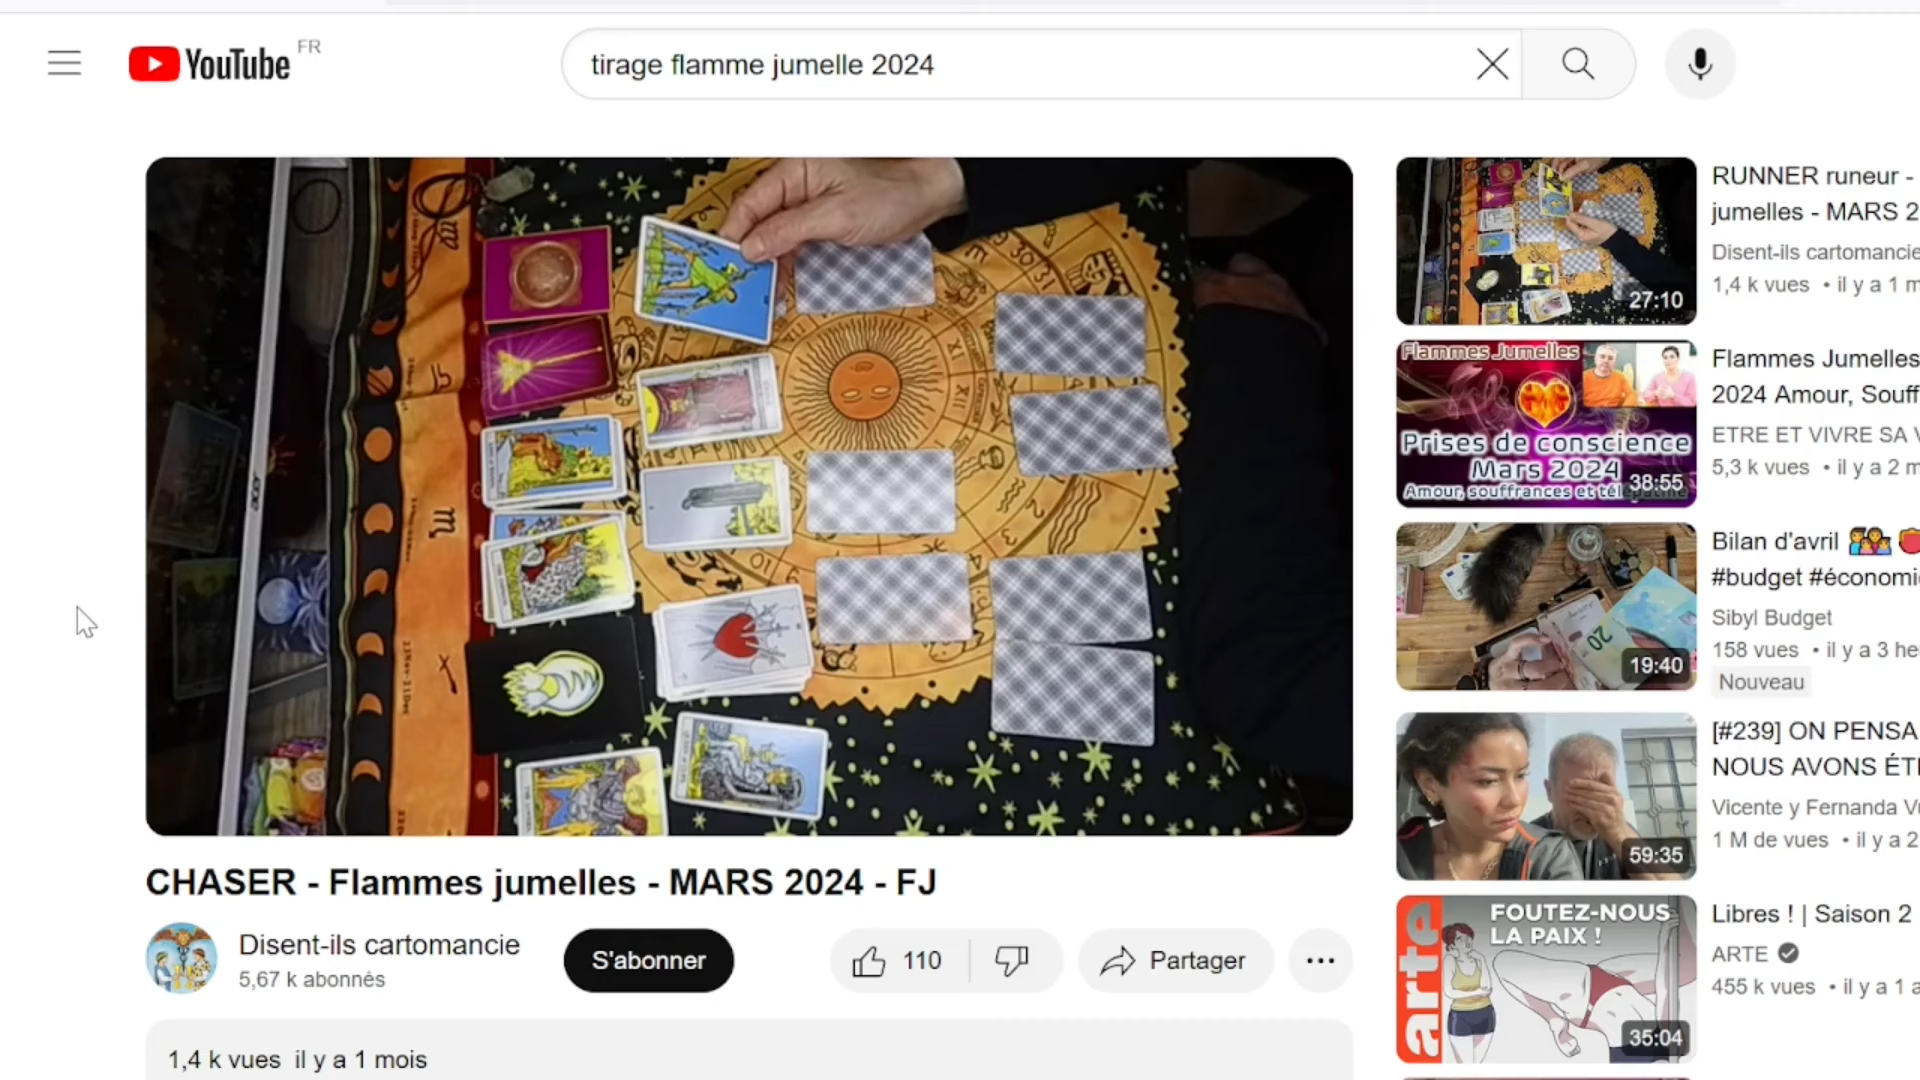 YouTube FR
tirage flamme jumelle 2024
27:10
RUNNER runeur -
jumelles - MARS 2
Disent-ils cartomancie
1,4 k vues • il y a 1 m
Flammes Jumelles
Prises de conscience
Mars 2024
Amour, souffrances et
38:55
Flammes Jumelles
2024 Amour, Souff
ETRE ET VIVRE SA V
5,3 k vues • il y a 2 m
19:40
Bilan d'avril
#budget #économi
Sibyl Budget
158 vues • il y a 3 he
Nouveau
59:35
[#239] ON PENSA
NOUS AVONS ÉTÉ
Vicente y Fernanda
1 M de vues • il y a 2
arte
FOUTEZ-NOUS
LA PAIX !
35:04
Libres ! | Saison 2
ARTE
455 k vues • il y a 1 a
acer
CHASER - Flammes jumelles - MARS 2024 - FJ
Disent-ils cartomancie
5,67 k abonnés
S'abonner
110
Partager
1,4 k vues il y a 1 mois